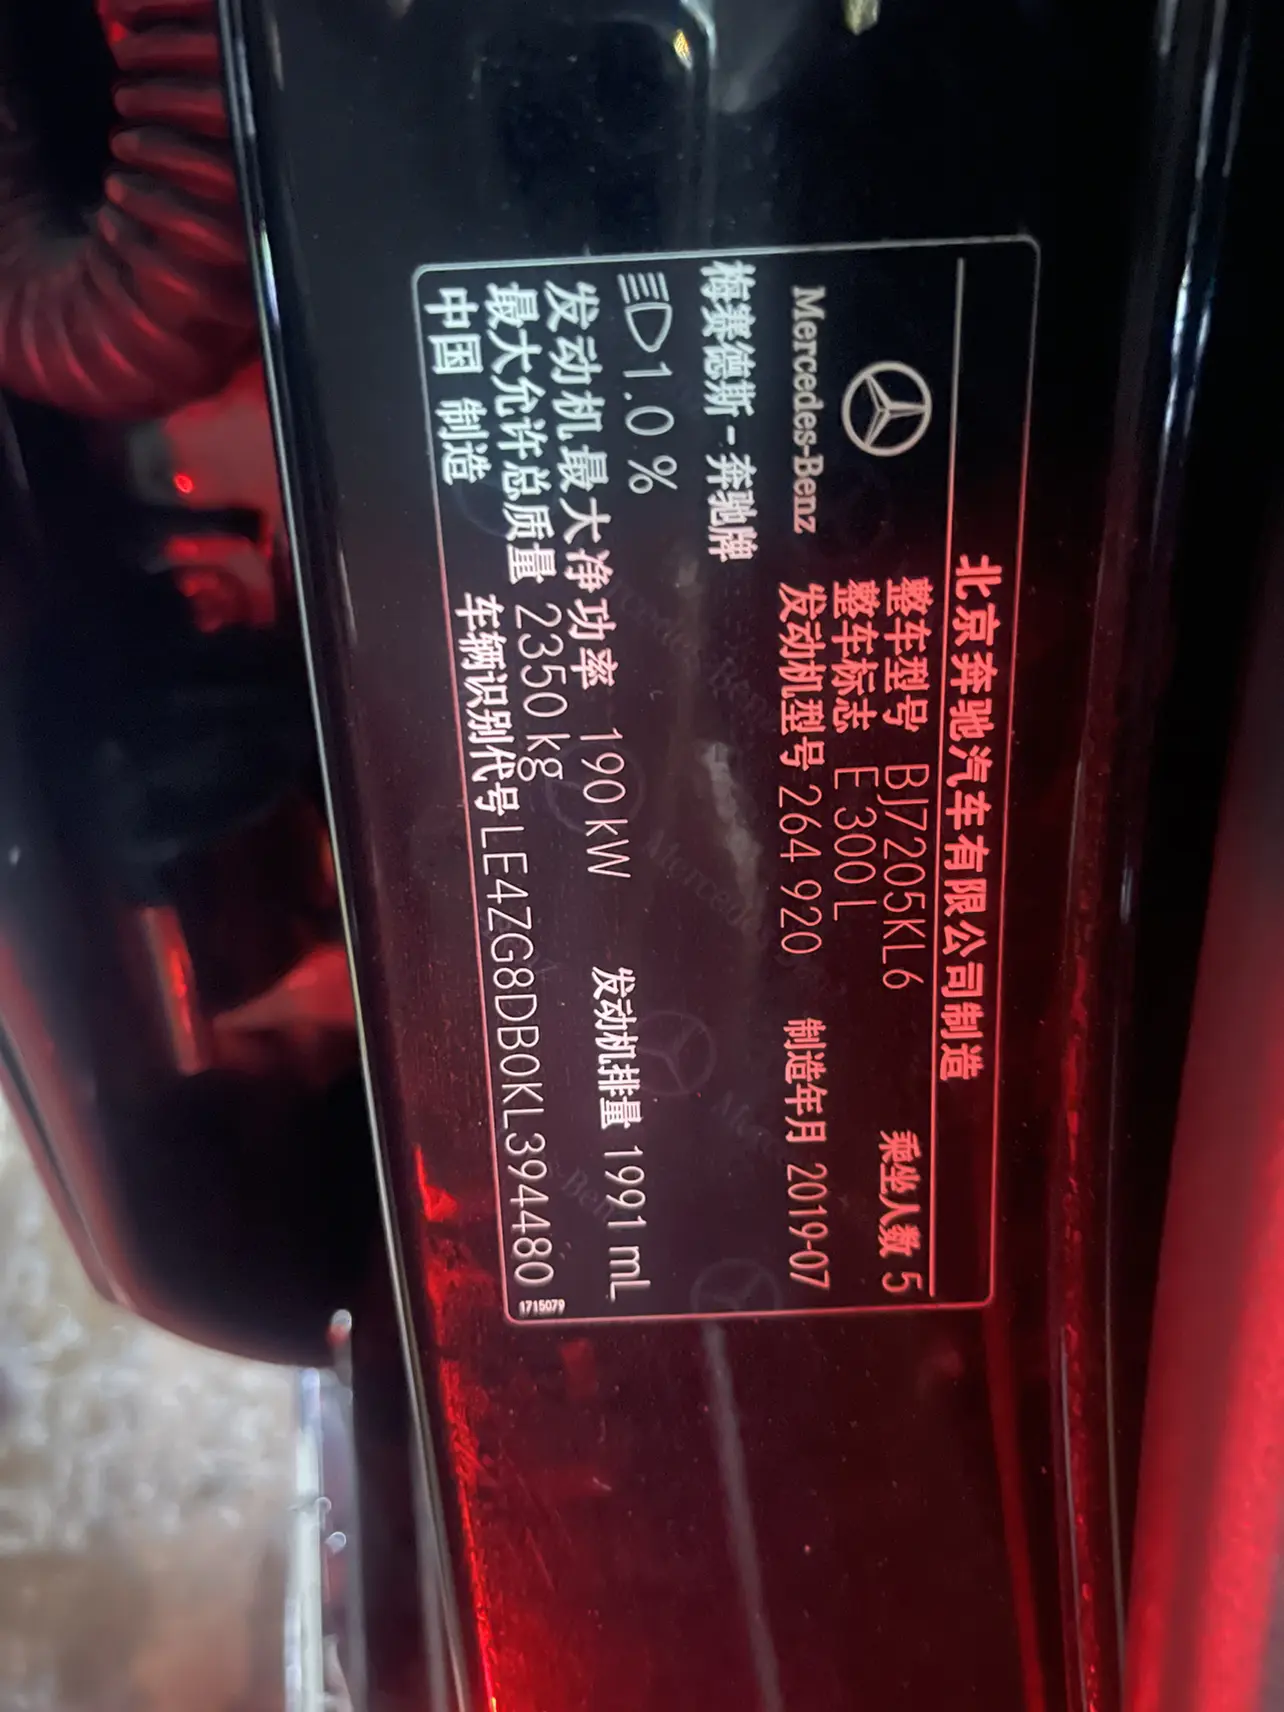 北京奔驰汽车有限公司制造
Mercedes-Benz
整车型号 BJ7205KL6 乘坐人数 5
整车标志 E 300 L
发动机型号 264 920 制造年月 2019-07
梅赛德斯-奔驰牌
1.0 %
发动机最大净功率 190 kW 发动机排量 1991 mL
最大允许总质量 2350 kg
中国 制造 车辆识别代号 LE4ZG8DB0KL394480
1715079